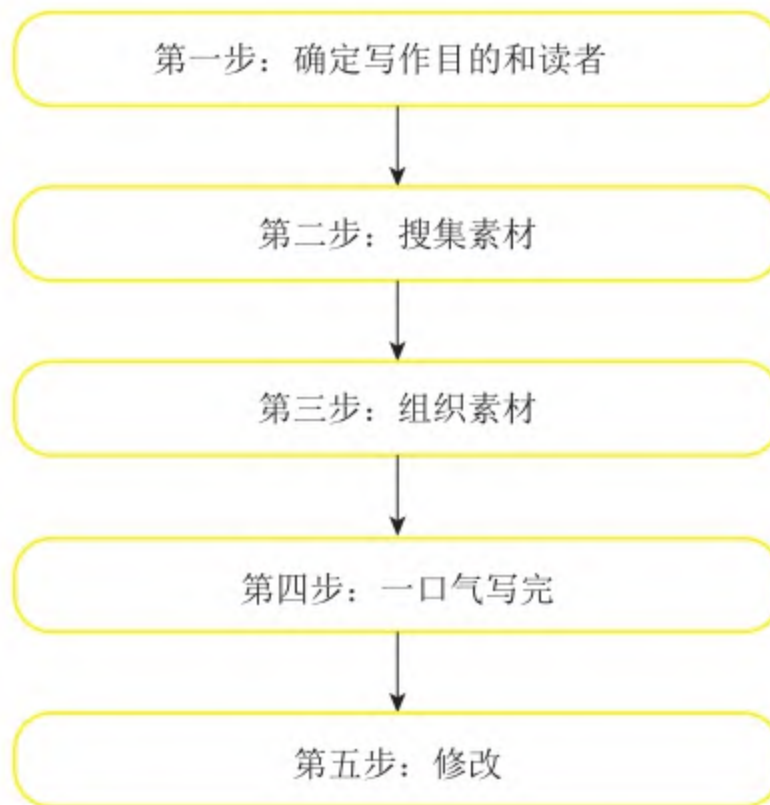 第一步：确定写作目的和读者
第二步：搜集素材
第三步：组织素材
第四步：一口气写完
第五步：修改